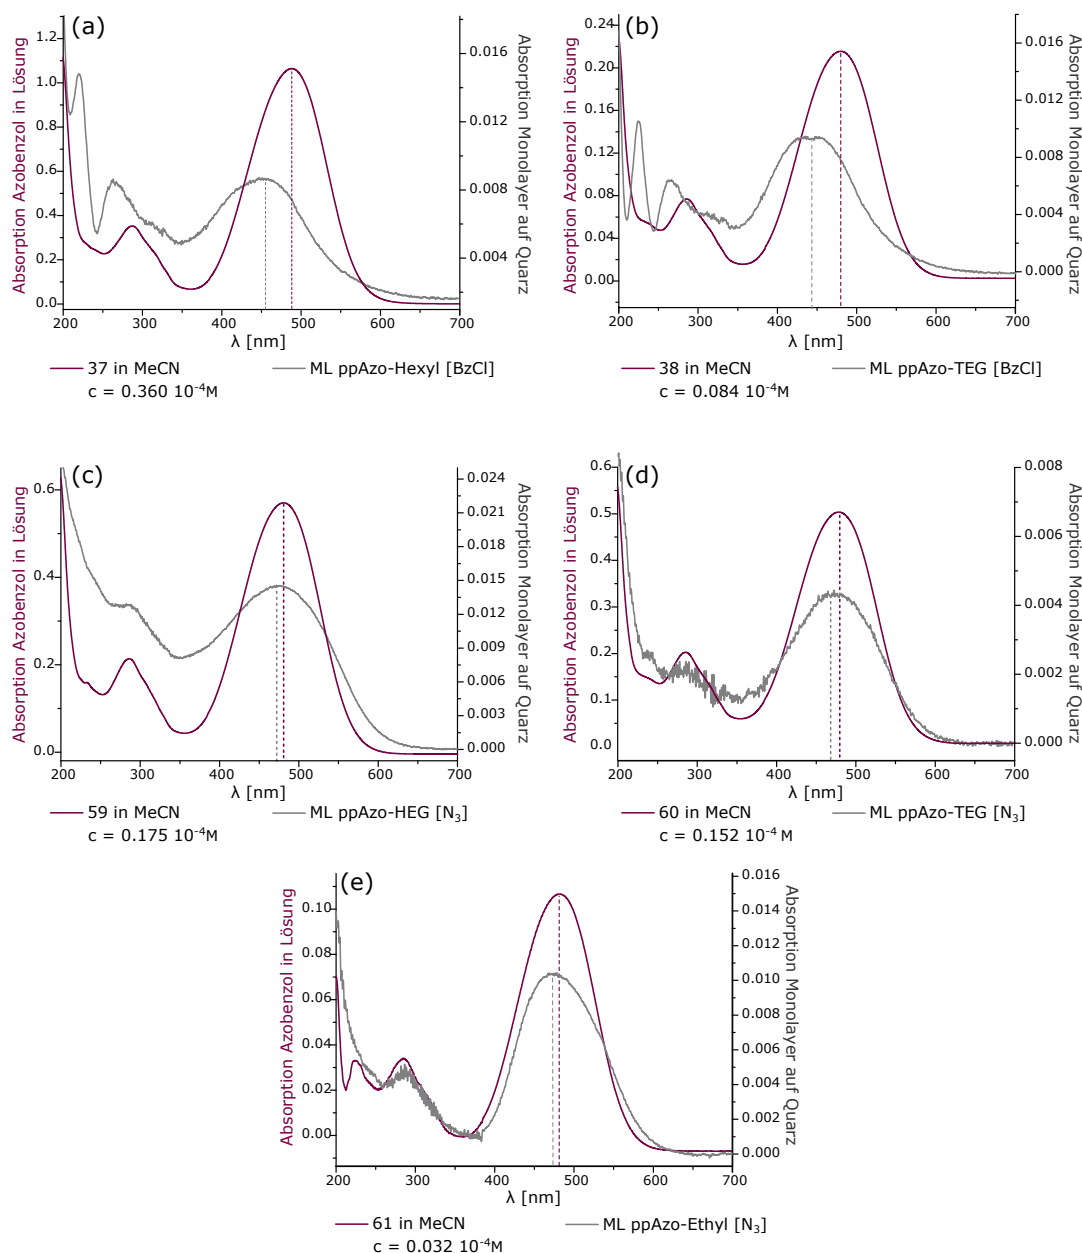 (a)
Absorption Azobenzol in Lösung
1.2
1.0
0.8
0.6
0.4
0.2
0.0
0.016
0.012
0.008
0.004
Absorption Monolayer auf Quarz
200 300 400 500 600 700
λ [nm]
37 in MeCN
c = 0.360 10⁻⁴M
ML ppAzo-Hexyl [BzCl]
(b)
Absorption Azobenzol in Lösung
0.24
0.20
0.16
0.12
0.08
0.04
0.00
0.016
0.012
0.008
0.004
0.000
Absorption Monolayer auf Quarz
200 300 400 500 600 700
λ [nm]
38 in MeCN
c = 0.084 10⁻⁴M
ML ppAzo-TEG [BzCl]
(c)
Absorption Azobenzol in Lösung
0.6
0.4
0.2
0.0
0.024
0.021
0.018
0.015
0.012
0.009
0.006
0.003
0.000
Absorption Monolayer auf Quarz
200 300 400 500 600 700
λ [nm]
59 in MeCN
c = 0.175 10⁻⁴M
ML ppAzo-HEG [N₃]
(d)
Absorption Azobenzol in Lösung
0.6
0.5
0.4
0.3
0.2
0.1
0.0
0.008
0.006
0.004
0.002
0.000
Absorption Monolayer auf Quarz
200 300 400 500 600 700
λ [nm]
60 in MeCN
c = 0.152 10⁻⁴ M
ML ppAzo-TEG [N₃]
(e)
Absorption Azobenzol in Lösung
0.10
0.08
0.06
0.04
0.02
0.00
0.016
0.014
0.012
0.010
0.008
0.006
0.004
0.002
0.000
Absorption Monolayer auf Quarz
200 300 400 500 600 700
λ [nm]
61 in MeCN
c = 0.032 10⁻⁴M
ML ppAzo-Ethyl [N₃]